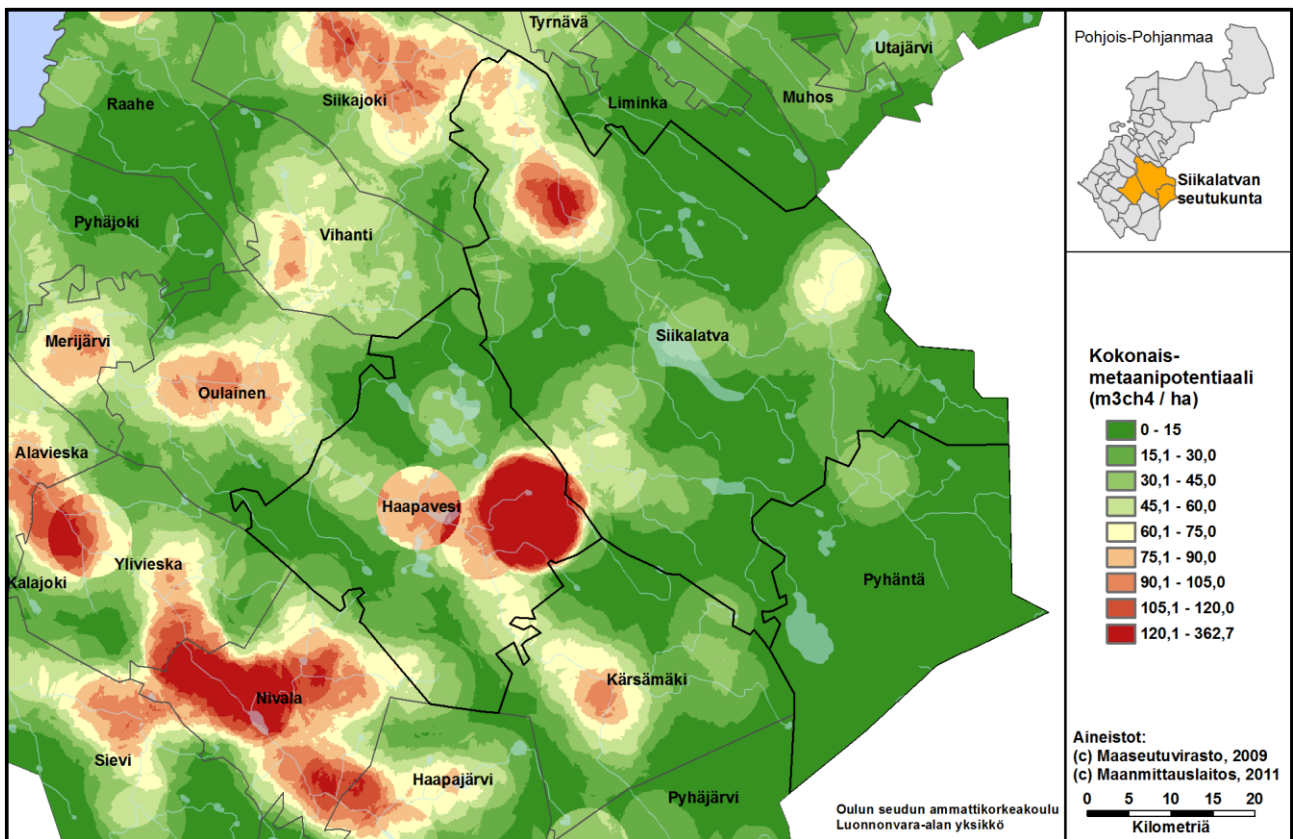 Tyrnävä
Utajärvi
Raahe
Siikajoki
Liminka
Muhos
Pyhäjoki
Vihanti
Merijärvi
Siikalatva
Oulainen
Alavieska
Haapavesi
Ylivieska
Kalajoki
Pyhäntä
Kärsämäki
Nivala
Sievi
Haapajärvi
Pyhäjärvi
Oulun seudun ammattikorkeakoulu
Luonnonvara-alan yksikkö
Pohjois-Pohjanmaa
Siikalatvan
seutukunta
Kokonais-
metaanipotentiaali
(m3ch4 / ha)
0 - 15
15,1 - 30,0
30,1 - 45,0
45,1 - 60,0
60,1 - 75,0
75,1 - 90,0
90,1 - 105,0
105,1 - 120,0
120,1 - 362,7
Aineistot:
(c) Maaseutuvirasto, 2009
(c) Maanmittauslaitos, 2011
0 5 10 15 20
Kilometriä